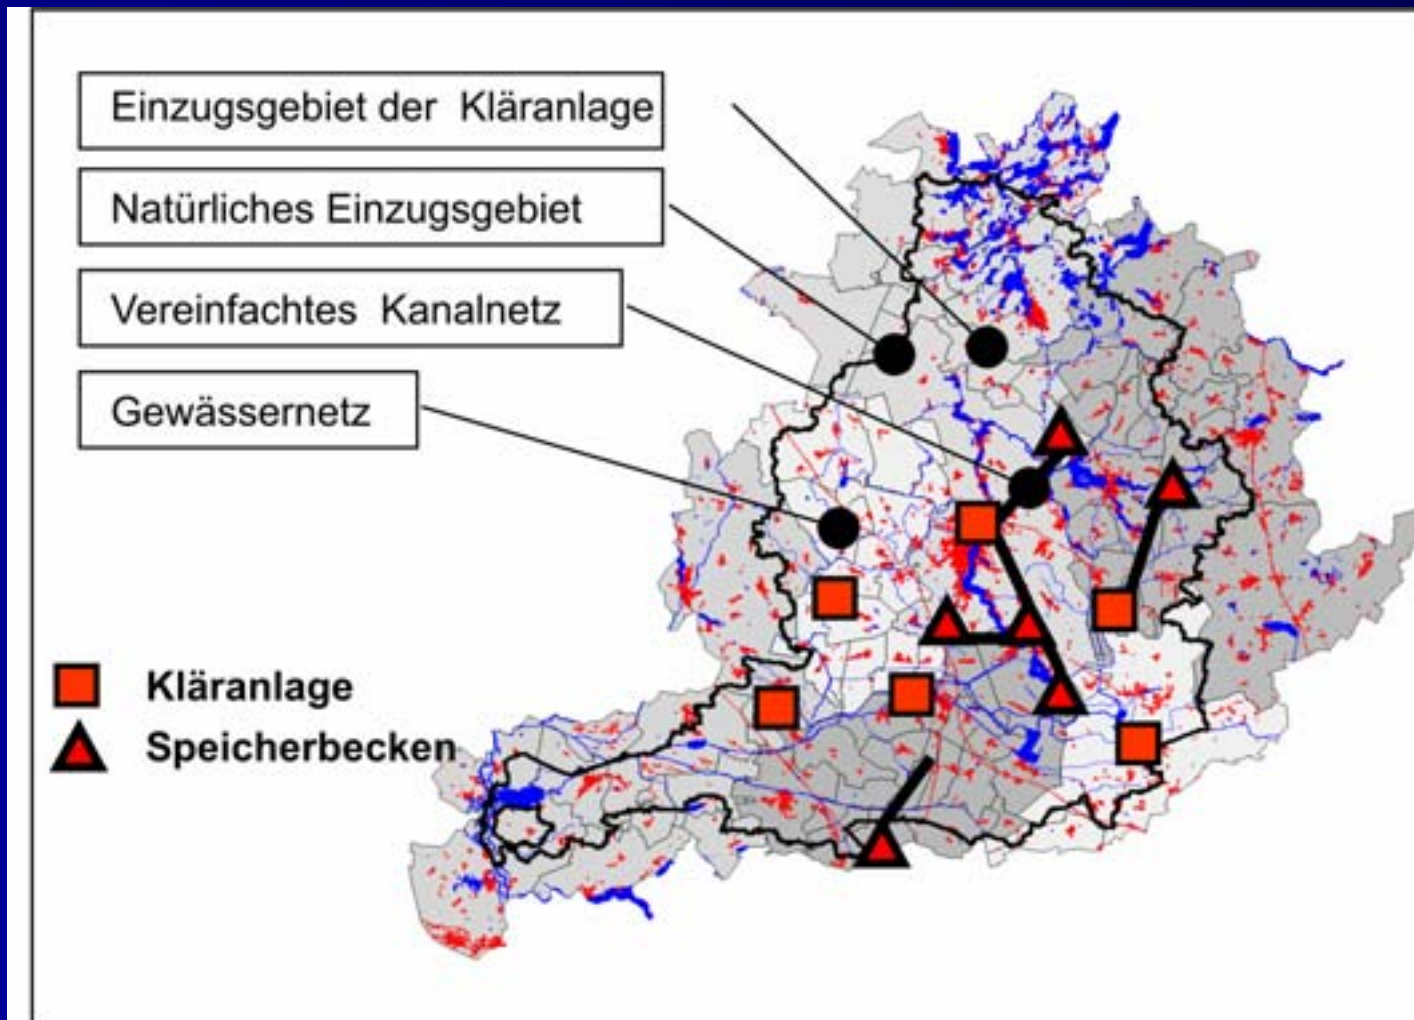 Einzugsgebiet der Kläranlage
Natürliches Einzugsgebiet
Vereinfachtes Kanalnetz
Gewässernetz
Kläranlage
Speicherbecken